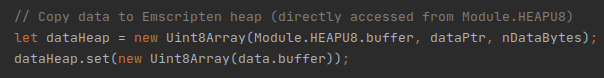 // Copy data to Emscripten heap (directly accessed from Module.HEAPU8)
let dataHeap = new Uint8Array(Module.HEAPU8.buffer, dataPtr, nDataBytes);
dataHeap.set(new Uint8Array(data.buffer));